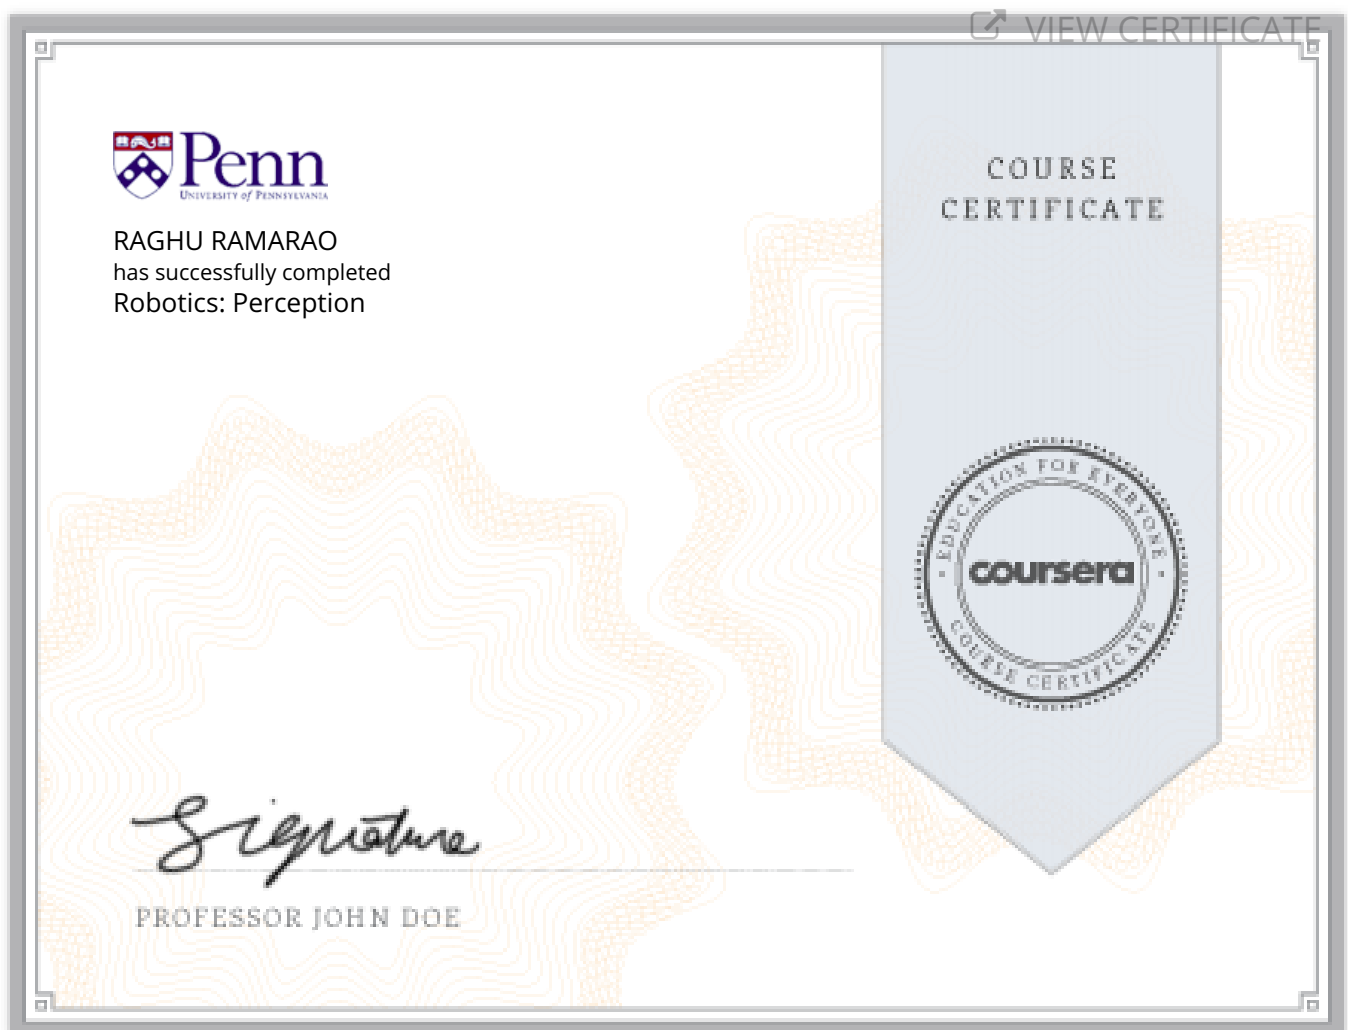 VIEW CERTIFICATE
Penn
UNIVERSITY of PENNSYLVANIA
RAGHU RAMARAO
has successfully completed
Robotics: Perception
COURSE
CERTIFICATE
EDUCATION FOR EVERYONE
coursera
COURSE CERTIFICATE
Signature
PROFESSOR JOHN DOE